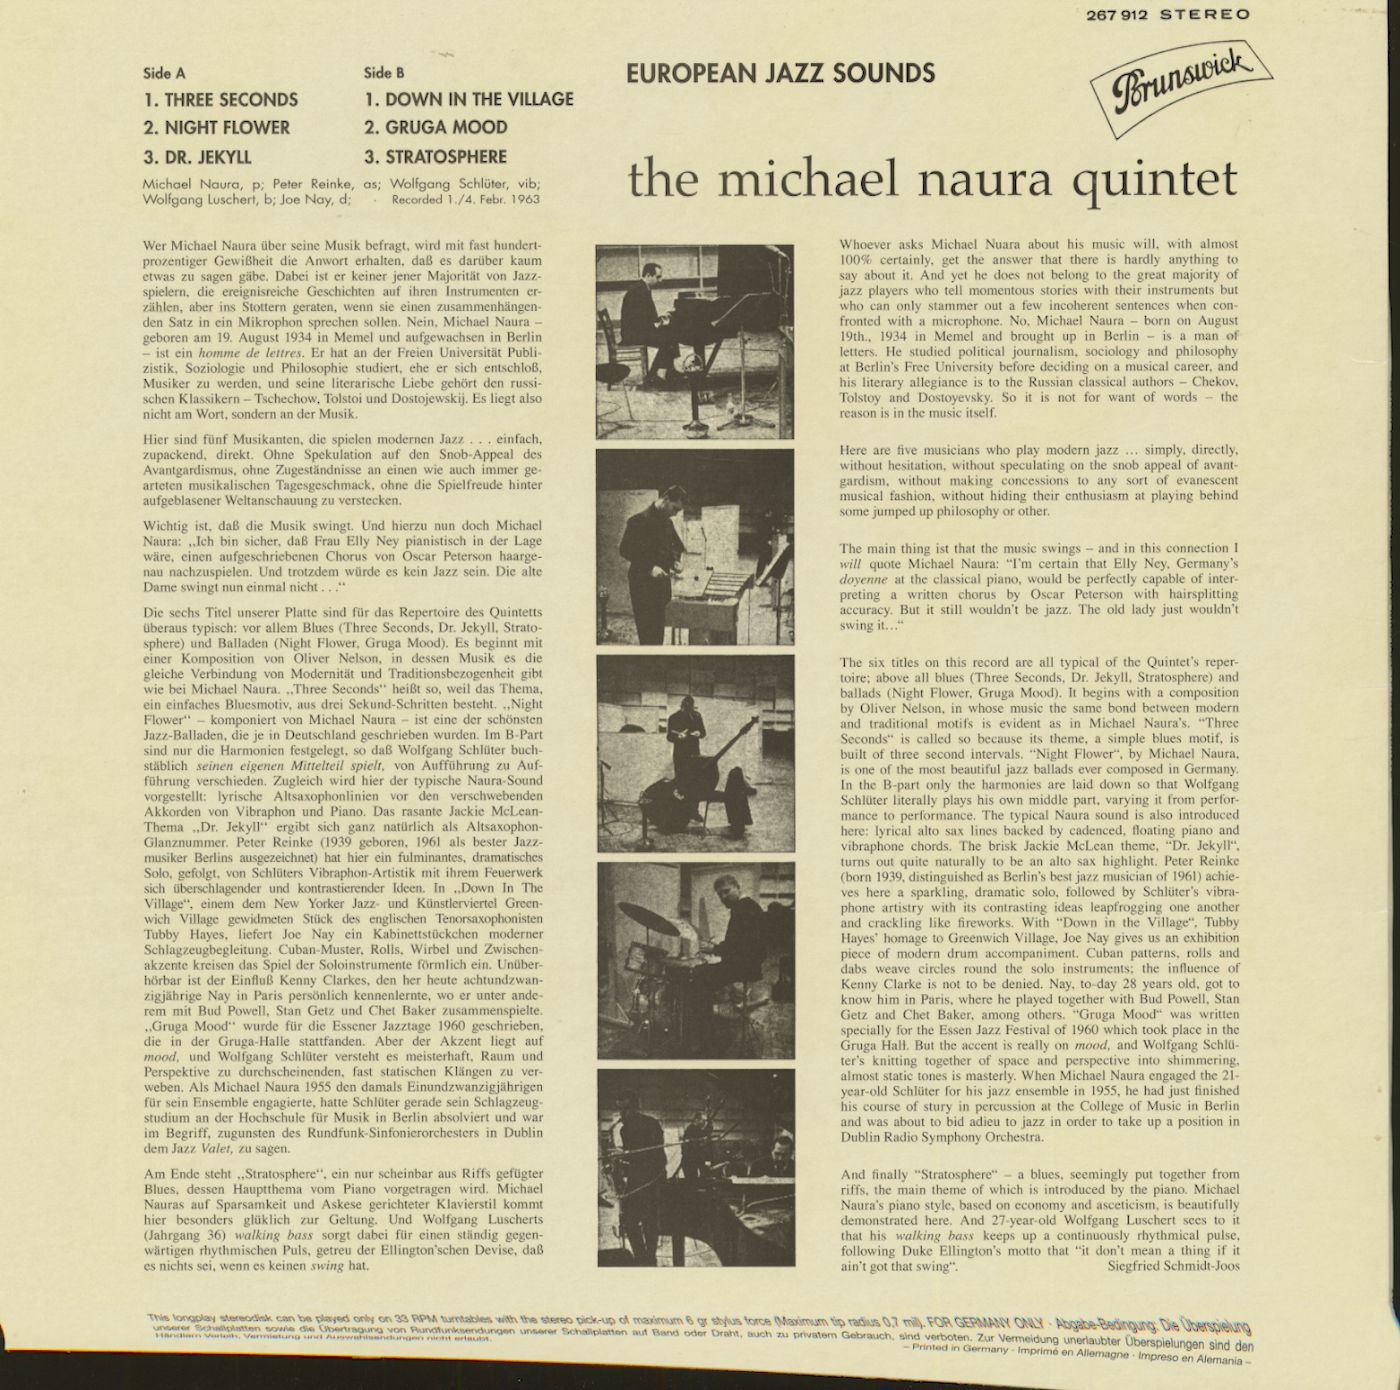 267 912 STEREO
Side A
1. THREE SECONDS
2. NIGHT FLOWER
3. DR. JEKYLL
Side B
1. DOWN IN THE VILLAGE
2. GRUGA MOOD
3. STRATOSPHERE
Michael Naura, p; Peter Reinke, as; Wolfgang Schlüter, vib;
Wolfgang Luschert, b; Joe Nay, d; · Recorded 1./4. Febr. 1963
EUROPEAN JAZZ SOUNDS
Brunswick
the michael naura quintet
Wer Michael Naura über seine Musik befragt, wird mit fast hundert-
prozentiger Gewißheit die Anwort erhalten, daß es darüber kaum
etwas zu sagen gäbe. Dabei ist er keiner jener Majorität von Jazz-
spielern, die ereignisreiche Geschichten auf ihren Instrumenten er-
zählen, aber ins Stottern geraten, wenn sie einen zusammenhängen-
den Satz in ein Mikrophon sprechen sollen. Nein, Michael Naura –
geboren am 19. August 1934 in Memel und aufgewachsen in Berlin
– ist ein homme de lettres. Er hat an der Freien Universität Publi-
zistik, Soziologie und Philosophie studiert, ehe er sich entschloß,
Musiker zu werden, und seine literarische Liebe gehört den russi-
schen Klassikern – Tschechow, Tolstoi und Dostojewskij. Es liegt also
nicht am Wort, sondern an der Musik.
Hier sind fünf Musikanten, die spielen modernen Jazz . . . einfach,
zupackend, direkt. Ohne Spekulation auf den Snob-Appeal des
Avantgardismus, ohne Zugeständnisse an einen wie auch immer ge-
arteten musikalischen Tagesgeschmack, ohne die Spielfreude hinter
aufgeblasener Weltanschauung zu verstecken.
Wichtig ist, daß die Musik swingt. Und hierzu nun doch Michael
Naura: „Ich bin sicher, daß Frau Elly Ney pianistisch in der Lage
wäre, einen aufgeschriebenen Chorus von Oscar Peterson haarge-
nau nachzuspielen. Und trotzdem würde es kein Jazz sein. Die alte
Dame swingt nun einmal nicht . . .“
Die sechs Titel unserer Platte sind für das Repertoire des Quintetts
überaus typisch: vor allem Blues (Three Seconds, Dr. Jekyll, Strato-
sphere) und Balladen (Night Flower, Gruga Mood). Es beginnt mit
einer Komposition von Oliver Nelson, in dessen Musik es die
gleiche Verbindung von Modernität und Traditionsbezogenheit gibt
wie bei Michael Naura. „Three Seconds“ heißt so, weil das Thema,
ein einfaches Bluesmotiv, aus drei Sekund-Schritten besteht. „Night
Flower“ – komponiert von Michael Naura – ist eine der schönsten
Jazz-Balladen, die je in Deutschland geschrieben wurden. Im B-Part
sind nur die Harmonien festgelegt, so daß Wolfgang Schlüter buch-
stäblich seinen eigenen Mittelteil spielt, von Aufführung zu Auf-
führung verschieden. Zugleich wird hier der typische Naura-Sound
vorgestellt: lyrische Altsaxophonlinien vor den verschwebenden
Akkorden von Vibraphon und Piano. Das rasante Jackie McLean-
Thema „Dr. Jekyll“ ergibt sich ganz natürlich als Altsaxophon-
Glanznummer. Peter Reinke (1939 geboren, 1961 als bester Jazz-
musiker Berlins ausgezeichnet) hat hier ein fulminantes, dramatisches
Solo, gefolgt, von Schlüters Vibraphon-Artistik mit ihrem Feuerwerk
sich überschlagender und kontrastierender Ideen. In „Down In The
Village“, einem dem New Yorker Jazz- und Künstlerviertel Green-
wich Village gewidmeten Stück des englischen Tenorsaxophonisten
Tubby Hayes, liefert Joe Nay ein Kabinettstückchen moderner
Schlagzeugbegleitung. Cuban-Muster, Rolls, Wirbel und Zwischen-
akzente kreisen das Spiel der Soloinstrumente förmlich ein. Unüber-
hörbar ist der Einfluß Kenny Clarkes, den her heute achtundzwan-
zigjährige Nay in Paris persönlich kennenlernte, wo er unter ande-
rem mit Bud Powell, Stan Getz und Chet Baker zusammenspielte.
„Gruga Mood“ wurde für die Essener Jazztage 1960 geschrieben,
die in der Gruga-Halle stattfanden. Aber der Akzent liegt auf
mood, und Wolfgang Schlüter versteht es meisterhaft, Raum und
Perspektive zu durchscheinenden, fast statischen Klängen zu ver-
weben. Als Michael Naura 1955 den damals Einundzwanzigjährigen
für sein Ensemble engagierte, hatte Schlüter gerade sein Schlagzeug-
studium an der Hochschule für Musik in Berlin absolviert und war
im Begriff, zugunsten des Rundfunk-Sinfonierorchesters in Dublin
dem Jazz Valet, zu sagen.
Am Ende steht „Stratosphere“, ein nur scheinbar aus Riffs gefügter
Blues, dessen Hauptthema vom Piano vorgetragen wird. Michael
Nauras auf Sparsamkeit und Askese gerichteter Klavierstil kommt
hier besonders glüklich zur Geltung. Und Wolfgang Luscherts
(Jahrgang 36) walking bass sorgt dabei für einen ständig gegen-
wärtigen rhythmischen Puls, getreu der Ellington'schen Devise, daß
es nichts sei, wenn es keinen swing hat.
Whoever asks Michael Nuara about his music will, with almost
100% certainly, get the answer that there is hardly anything to
say about it. And yet he does not belong to the great majority of
jazz players who tell momentous stories with their instruments but
who can only stammer out a few incoherent sentences when con-
fronted with a microphone. No, Michael Naura – born on August
19th., 1934 in Memel and brought up in Berlin – is a man of
letters. He studied political journalism, sociology and philosophy
at Berlin's Free University before deciding on a musical career, and
his literary allegiance is to the Russian classical authors – Chekov,
Tolstoy and Dostoyevsky. So it is not for want of words – the
reason is in the music itself.
Here are five musicians who play modern jazz ... simply, directly,
without hesitation, without speculating on the snob appeal of avant-
gardism, without making concessions to any sort of evanescent
musical fashion, without hiding their enthusiasm at playing behind
some jumped up philosophy or other.
The main thing ist that the music swings – and in this connection I
will quote Michael Naura: “I'm certain that Elly Ney, Germany's
doyenne at the classical piano, would be perfectly capable of inter-
preting a written chorus by Oscar Peterson with hairsplitting
accuracy. But it still wouldn't be jazz. The old lady just wouldn't
swing it...“
The six titles on this record are all typical of the Quintet's reper-
toire; above all blues (Three Seconds, Dr. Jekyll, Stratosphere) and
ballads (Night Flower, Gruga Mood). It begins with a composition
by Oliver Nelson, in whose music the same bond between modern
and traditional motifs is evident as in Michael Naura's. “Three
Seconds“ is called so because its theme, a simple blues motif, is
built of three second intervals. “Night Flower“, by Michael Naura,
is one of the most beautiful jazz ballads ever composed in Germany.
In the B-part only the harmonies are laid down so that Wolfgang
Schlüter literally plays his own middle part, varying it from perfor-
mance to performance. The typical Naura sound is also introduced
here: lyrical alto sax lines backed by cadenced, floating piano and
vibraphone chords. The brisk Jackie McLean theme, “Dr. Jekyll“,
turns out quite naturally to be an alto sax highlight. Peter Reinke
(born 1939, distinguished as Berlin's best jazz musician of 1961) achie-
ves here a sparkling, dramatic solo, followed by Schlüter's vibra-
phone artistry with its contrasting ideas leapfrogging one another
and crackling like fireworks. With “Down in the Village“, Tubby
Hayes' homage to Greenwich Village, Joe Nay gives us an exhibition
piece of modern drum accompaniment. Cuban patterns, rolls and
dabs weave circles round the solo instruments; the influence of
Kenny Clarke is not to be denied. Nay, to-day 28 years old, got to
know him in Paris, where he played together with Bud Powell, Stan
Getz and Chet Baker, among others. “Gruga Mood“ was written
specially for the Essen Jazz Festival of 1960 which took place in the
Gruga Hall. But the accent is really on mood, and Wolfgang Schlü-
ter's knitting together of space and perspective into shimmering,
almost static tones is masterly. When Michael Naura engaged the 21-
year-old Schlüter for his jazz ensemble in 1955, he had just finished
his course of stury in percussion at the College of Music in Berlin
and was about to bid adieu to jazz in order to take up a position in
Dublin Radio Symphony Orchestra.
And finally “Stratosphere“ – a blues, seemingly put together from
riffs, the main theme of which is introduced by the piano. Michael
Naura's piano style, based on economy and asceticism, is beautifully
demonstrated here. And 27-year-old Wolfgang Luschert sees to it
that his walking bass keeps up a continuously rhythmical pulse,
following Duke Ellington's motto that “it don't mean a thing if it
ain't got that swing“. Siegfried Schmidt-Joos
This longplay stereodisk can be played only on 33 RPM turntables with the stereo pick-up of maximum 6 gr stylus force (Maximum tip radius 0,7 mil). FOR GERMANY ONLY · Abgabe-Bedingung: Die Überspielung
unserer Schallplatten sowie die Übertragung von Rundfunksendungen unserer Schallplatten auf Band oder Draht, auch zu privatem Gebrauch, sind verboten. Zur Vermeidung unerlaubter Überspielungen sind den
Händlern Verleih, Vermietung und Auswahlsendungen nicht erlaubt.
– Printed in Germany · Imprimé en Allemagne · Impreso en Alemania –